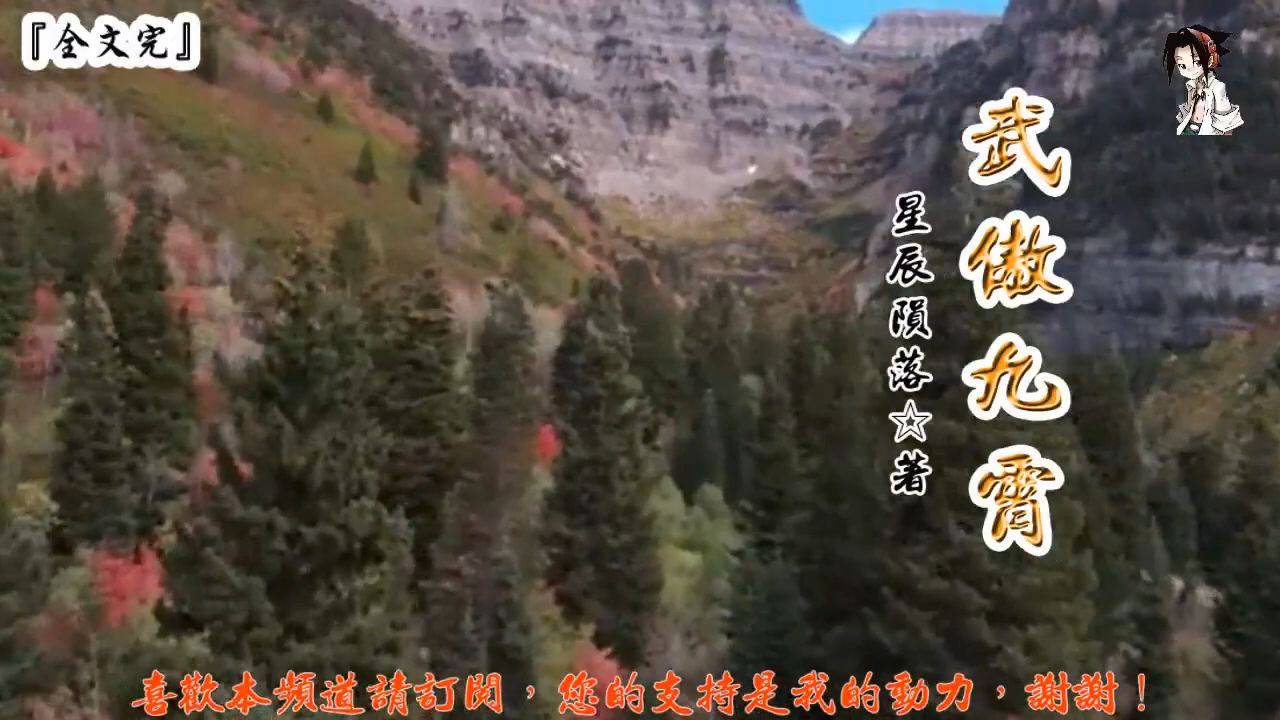 『全文完』
武傲九霄
星辰隕落☆著
喜歡本頻道請訂閱，您的支持是我的動力，謝謝！